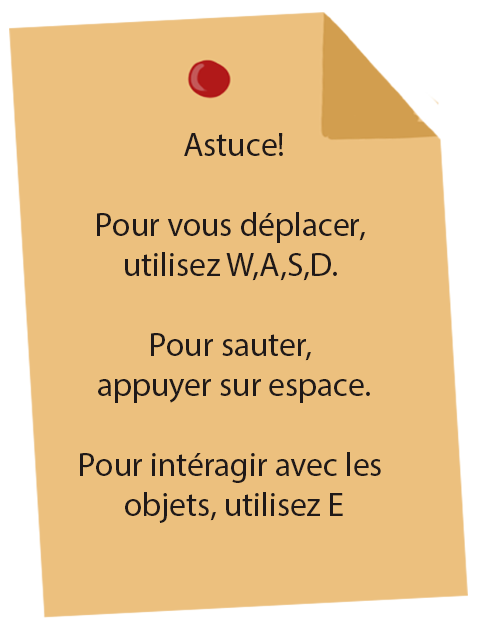 Astuce!
Pour vous déplacer,
utilisez W,A,S,D.
Pour sauter,
appuyer sur espace.
Pour intéragir avec les
objets, utilisez E